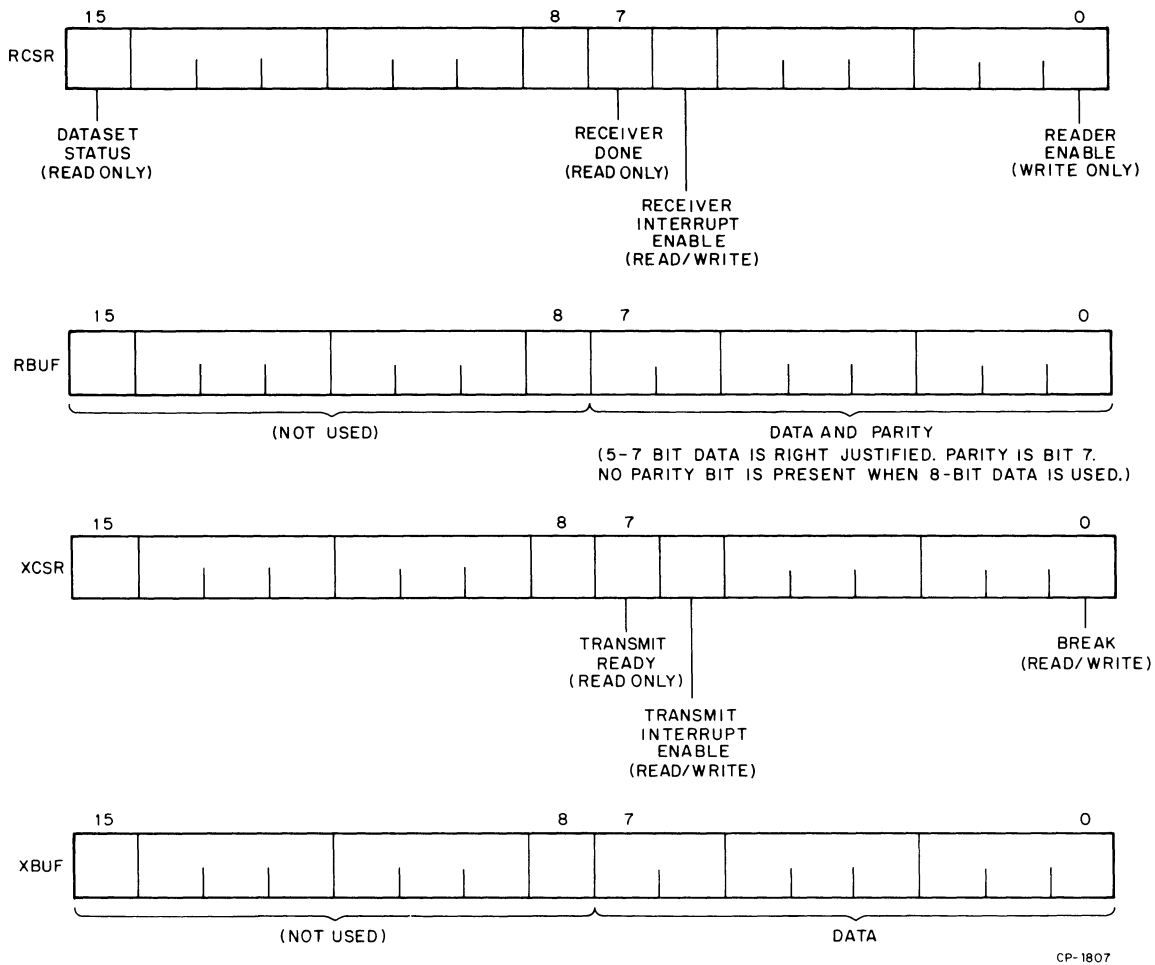 15 8 7 0
RCSR
DATASET
STATUS
(READ ONLY)
RECEIVER
DONE
(READ ONLY)
RECEIVER
INTERRUPT
ENABLE
(READ/WRITE)
READER
ENABLE
(WRITE ONLY)
15 8 7 0
RBUF
(NOT USED)
DATA AND PARITY
(5-7 BIT DATA IS RIGHT JUSTIFIED. PARITY IS BIT 7.
NO PARITY BIT IS PRESENT WHEN 8-BIT DATA IS USED.)
15 8 7 0
XCSR
TRANSMIT
READY
(READ ONLY)
TRANSMIT
INTERRUPT
ENABLE
(READ/WRITE)
BREAK
(READ/WRITE)
15 8 7 0
XBUF
(NOT USED)
DATA
CP-1807